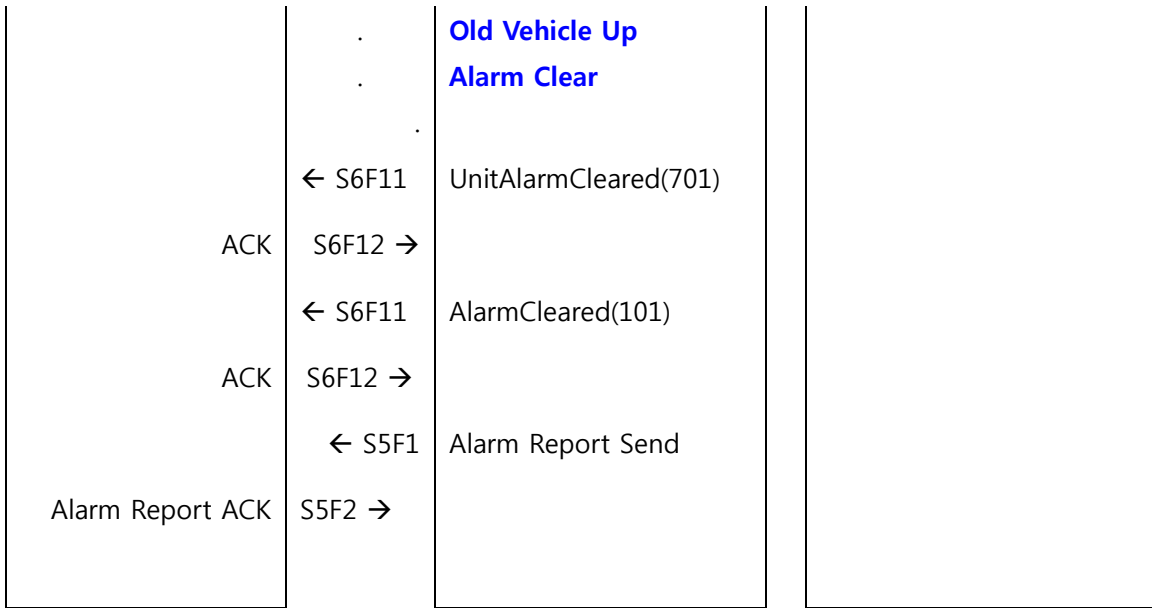 . Old Vehicle Up
. Alarm Clear
.
← S6F11 UnitAlarmCleared(701)
ACK S6F12 →
← S6F11 AlarmCleared(101)
ACK S6F12 →
← S5F1 Alarm Report Send
Alarm Report ACK S5F2 →